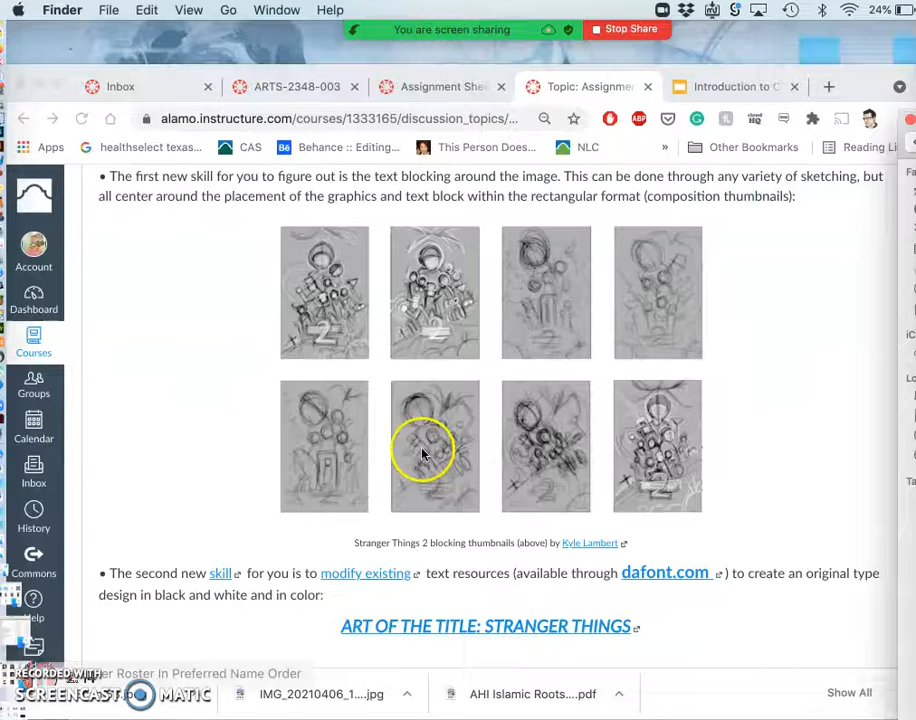 Finder File Edit View Go Window Help 24%
You are screen sharing Stop Share
Inbox ARTS-2348-003 Assignment She Topic: Assignme Introduction to C
alamo.instructure.com/courses/1333165/discussion_topics/...
Apps healthselect texas... CAS Behance :: Editing... This Person Does... NLC Other Bookmarks Reading Li
• The first new skill for you to figure out is the text blocking around the image. This can be done through any variety of sketching, but
all center around the placement of the graphics and text block within the rectangular format (composition thumbnails):
Account
Dashboard
Courses
Groups
Calendar
Inbox
History
Commons
Help
2 2
2 2
Stranger Things 2 blocking thumbnails (above) by Kyle Lambert
• The second new skill for you is to modify existing text resources (available through dafont.com ) to create an original type
design in black and white and in color:
ART OF THE TITLE: STRANGER THINGS
er Roster In Preferred Name Order
RECORDED WITH
SCREENCAST MATIC
IMG_20210406_1....jpg AHI Islamic Roots....pdf Show All